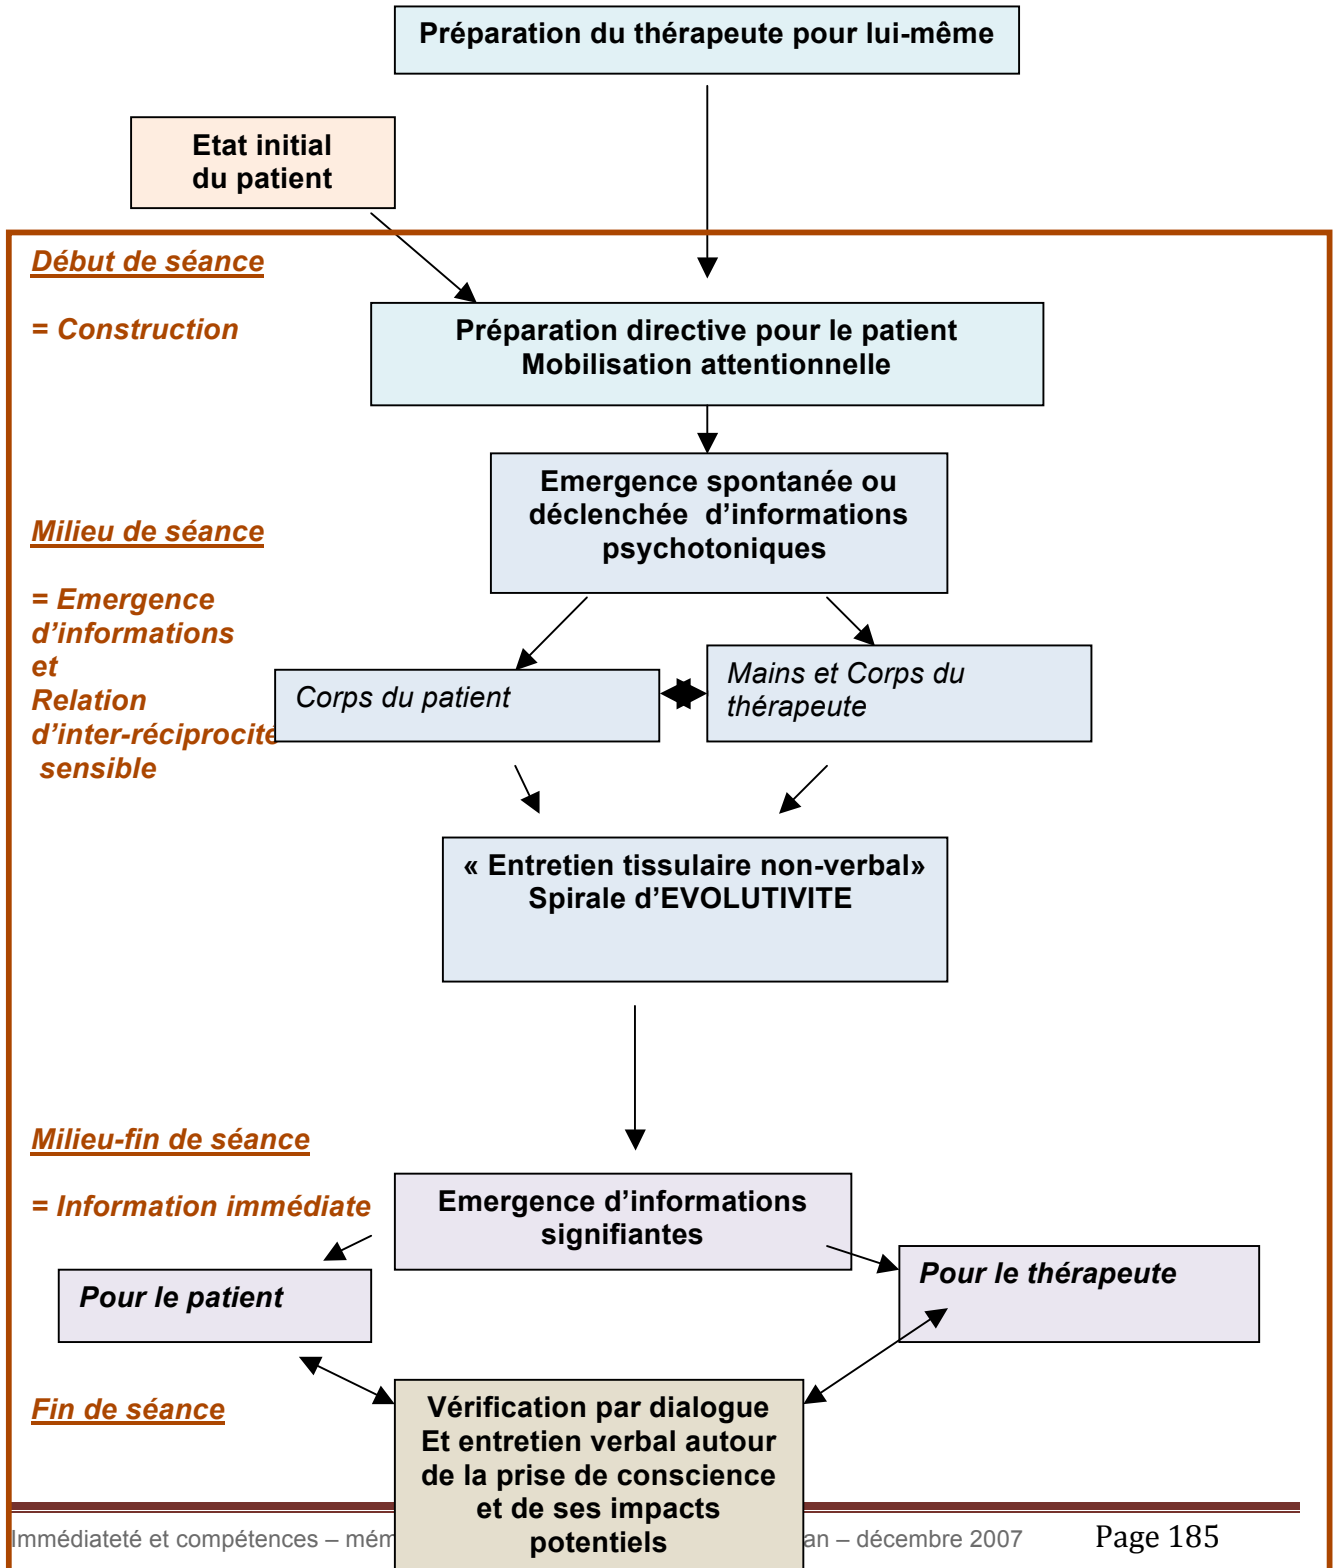 Préparation du thérapeute pour lui-même
Etat initial
du patient
Début de séance
= Construction
Préparation directive pour le patient
Mobilisation attentionnelle
Emergence spontanée ou
déclenchée d’informations
psychotoniques
Milieu de séance
= Emergence
d’informations
et
Relation
d’inter-réciprocité
sensible
Corps du patient
Mains et Corps du
thérapeute
« Entretien tissulaire non-verbal»
Spirale d’EVOLUTIVITE
Milieu-fin de séance
= Information immédiate
Emergence d’informations
signifiantes
Pour le patient
Pour le thérapeute
Fin de séance
Vérification par dialogue
Et entretien verbal autour
de la prise de conscience
et de ses impacts
potentiels
Immédiateté et compétences – – décembre 2007 Page 185